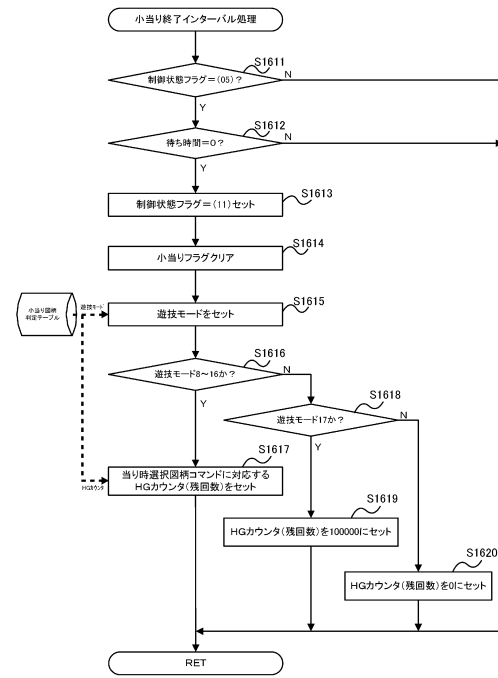 小当り終了インターバル処理
S1611
制御状態フラグ=(05)?
N
Y
S1612
待ち時間=0?
N
Y
S1613
制御状態フラグ=(11)セット
S1614
小当りフラグクリア
小当り図柄
判定テーブル
遊技モード
S1615
遊技モードをセット
S1616
遊技モード8~16か?
N
Y
S1618
遊技モード17か?
N
Y
S1617
当り時選択図柄コマンドに対応する
HGカウンタ(残回数)をセット
HGカウンタ
S1619
HGカウンタ(残回数)を100000にセット
S1620
HGカウンタ(残回数)を0にセット
RET